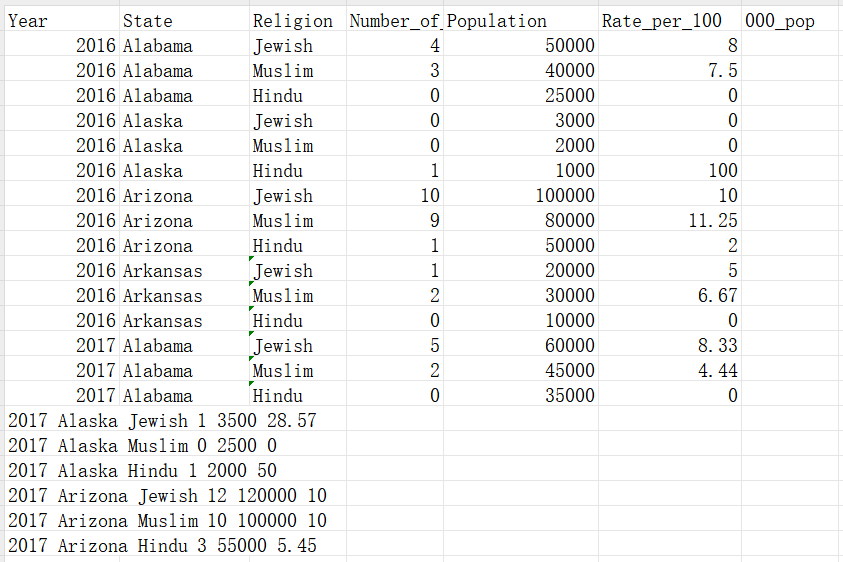 Year State Religion Number_of_ Population Rate_per_100 000_pop
2016 Alabama Jewish 4 50000 8
2016 Alabama Muslim 3 40000 7.5
2016 Alabama Hindu 0 25000 0
2016 Alaska Jewish 0 3000 0
2016 Alaska Muslim 0 2000 0
2016 Alaska Hindu 1 1000 100
2016 Arizona Jewish 10 100000 10
2016 Arizona Muslim 9 80000 11.25
2016 Arizona Hindu 1 50000 2
2016 Arkansas Jewish 1 20000 5
2016 Arkansas Muslim 2 30000 6.67
2016 Arkansas Hindu 0 10000 0
2017 Alabama Jewish 5 60000 8.33
2017 Alabama Muslim 2 45000 4.44
2017 Alabama Hindu 0 35000 0
2017 Alaska Jewish 1 3500 28.57
2017 Alaska Muslim 0 2500 0
2017 Alaska Hindu 1 2000 50
2017 Arizona Jewish 12 120000 10
2017 Arizona Muslim 10 100000 10
2017 Arizona Hindu 3 55000 5.45